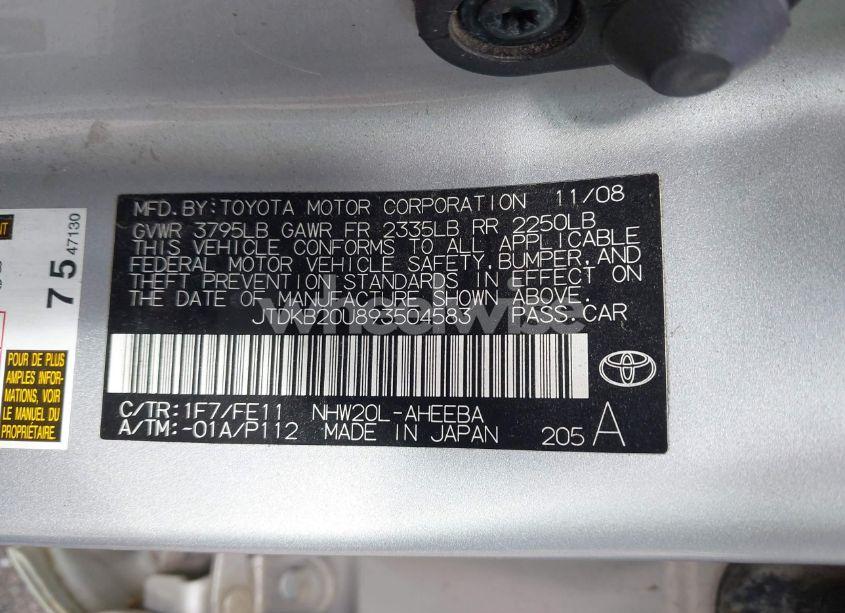 MFD. BY: TOYOTA MOTOR CORPORATION 11/08
GVWR 3795LB GAWR FR 2335LB RR 2250LB
THIS VEHICLE CONFORMS TO ALL APPLICABLE
FEDERAL MOTOR VEHICLE SAFETY, BUMPER, AND
THEFT PREVENTION STANDARDS IN EFFECT ON
THE DATE OF MANUFACTURE SHOWN ABOVE.
JTDKB20U893504583 PASS. CAR
C/TR: 1F7/FE11 NHW20L-AHEEBA
A/TM: -01A/P112 MADE IN JAPAN 205 A
75 47130
POUR DE PLUS
AMPLES INFOR-
MATIONS, VOIR
LE MANUEL DU
PROPRIÉTAIRE.
wheelwise